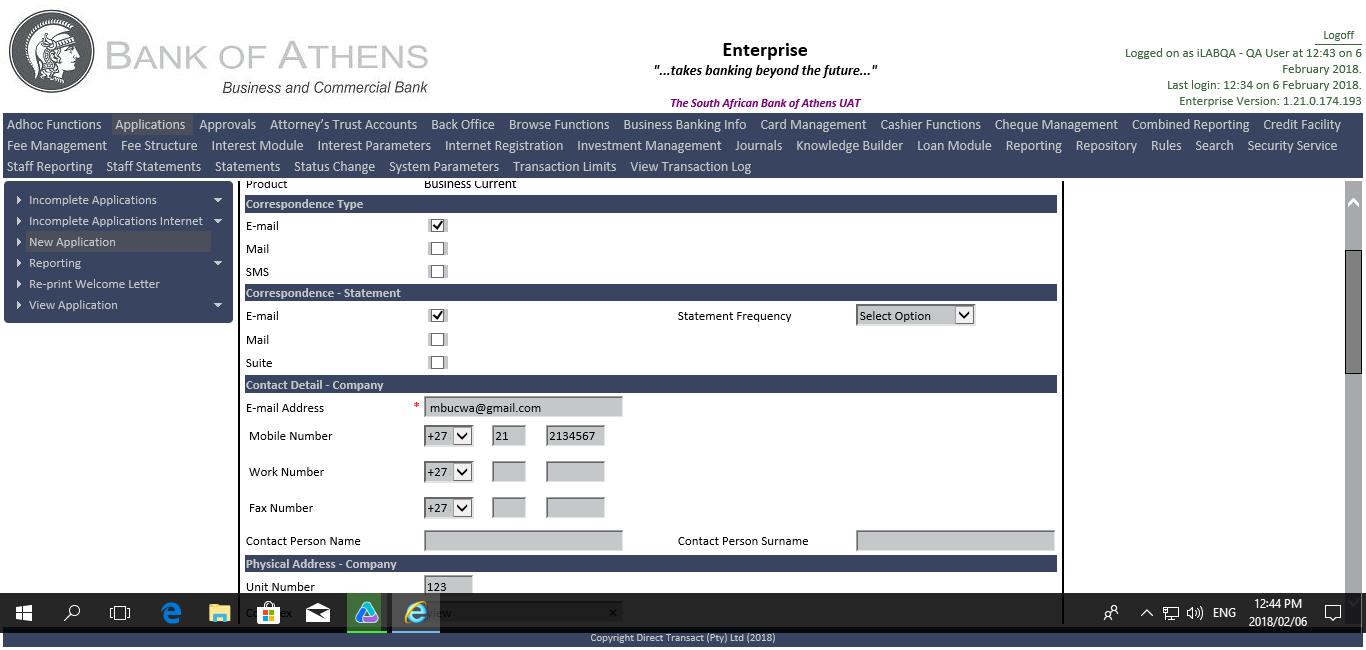 BANK OF ATHENS
Business and Commercial Bank
Enterprise
"...takes banking beyond the future..."
The South African Bank of Athens UAT
Logoff
Logged on as iLABQA - QA User at 12:43 on 6
February 2018.
Last login: 12:34 on 6 February 2018.
Enterprise Version: 1.21.0.174.193
Adhoc Functions Applications Approvals Attorney's Trust Accounts Back Office Browse Functions Business Banking Info Card Management Cashier Functions Cheque Management Combined Reporting Credit Facility
Fee Management Fee Structure Interest Module Interest Parameters Internet Registration Investment Management Journals Knowledge Builder Loan Module Reporting Repository Rules Search Security Service
Staff Reporting Staff Statements Statements Status Change System Parameters Transaction Limits View Transaction Log
Incomplete Applications
Incomplete Applications Internet
New Application
Reporting
Re-print Welcome Letter
View Application
Product Business Current
Correspondence Type
E-mail
Mail
SMS
Correspondence - Statement
E-mail Statement Frequency Select Option
Mail
Suite
Contact Detail - Company
E-mail Address * mbucwa@gmail.com
Mobile Number +27 21 2134567
Work Number +27
Fax Number +27
Contact Person Name Contact Person Surname
Physical Address - Company
Unit Number 123
ENG 12:44 PM
2018/02/06
Copyright Direct Transact (Pty) Ltd (2018)